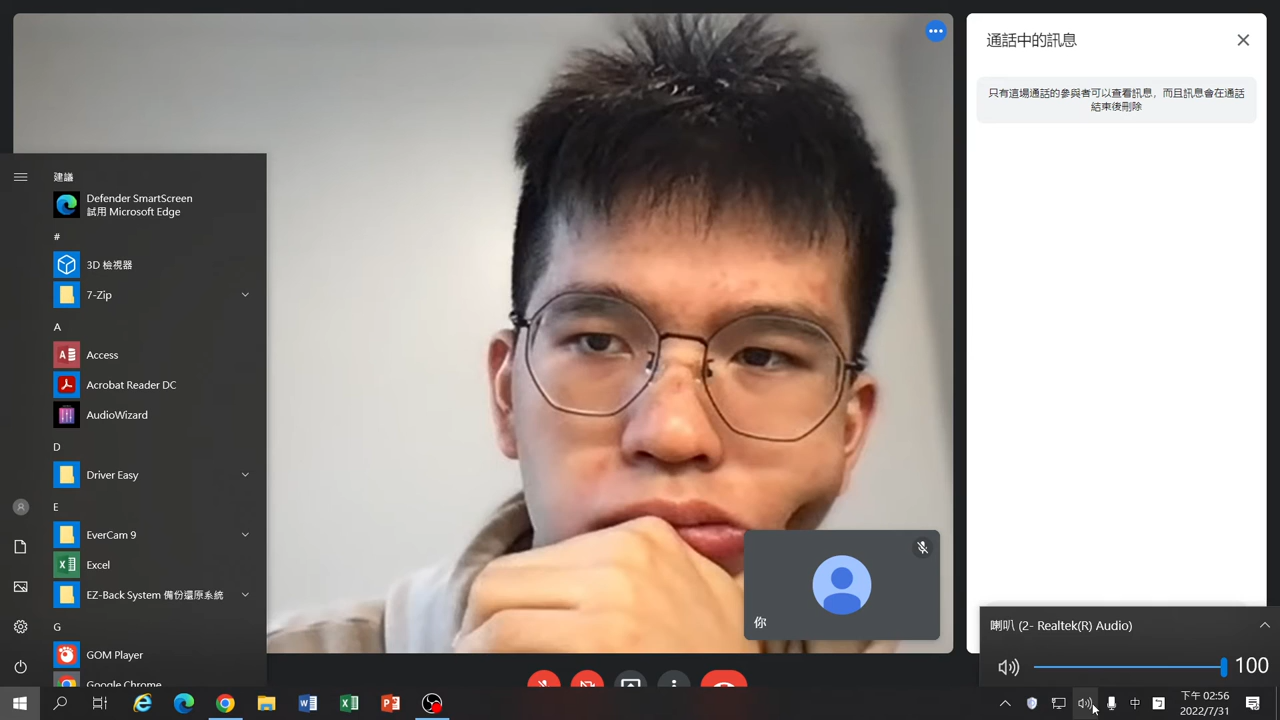 通話中的訊息
只有這場通話的參與者可以查看訊息，而且訊息會在通話
結束後刪除
建議
Defender SmartScreen
試用 Microsoft Edge
#
3D 檢視器
7-Zip
A
Access
Acrobat Reader DC
AudioWizard
D
Driver Easy
E
EverCam 9
Excel
EZ-Back System 備份還原系統
G
GOM Player
Google Chrome
你
喇叭 (2- Realtek(R) Audio)
100
中
下午 02:56
2022/7/31